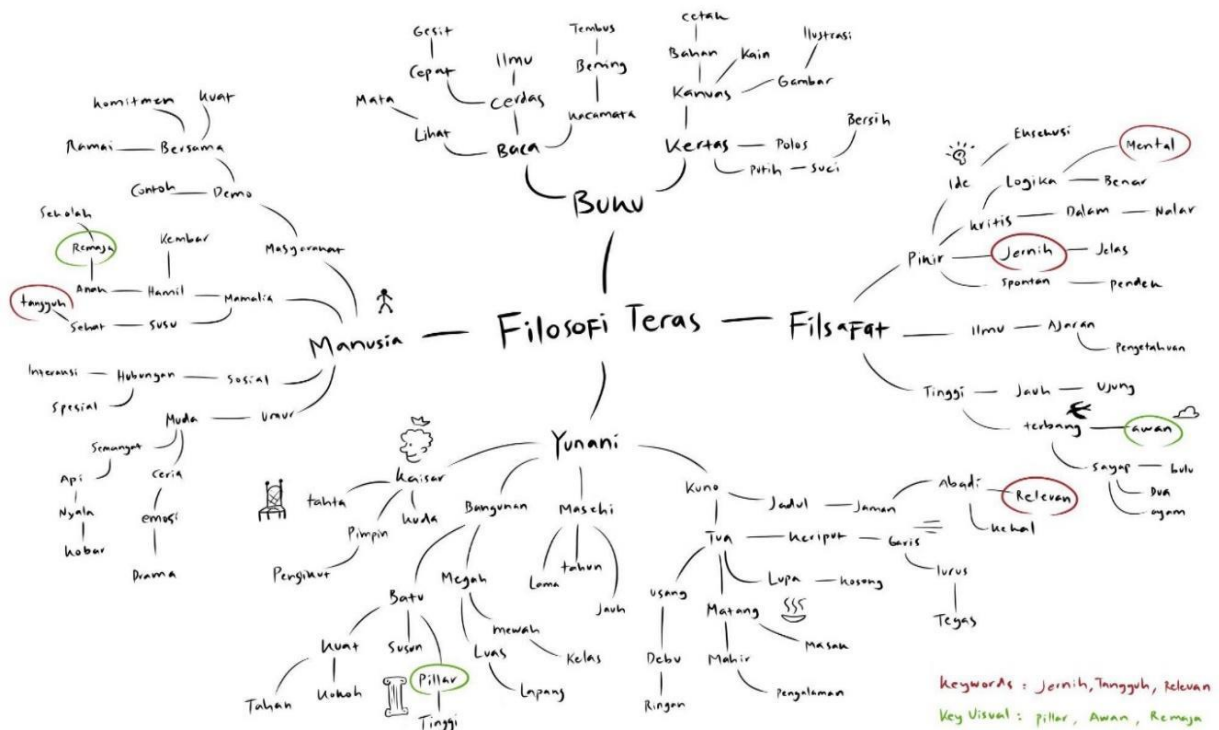 Filosofi Teras
Buku
Baca
Lihat
Mata
Cerdas
Cepat
Gesit
Ilmu
Kacamata
Bening
Tembus
Kertas
Kanvas
Bahan
cetak
Kain
Gambar
Ilustrasi
Polos
Putih
Suci
Bersih
Filsafat
Pikir
Ide
Eksekusi
Kritis
Logika
Mental
Benar
Dalam
Nalar
Jernih
Jelas
Spontan
pendek
Ilmu
Ajaran
Pengetahuan
Tinggi
Jauh
Ujung
terbang
awan
Sayap
bulu
Dua
ayam
Yunani
Kaisar
tahta
Pimpin
Pengikut
kuda
Bangunan
Batu
Kuat
Tahan
Kokoh
Susun
Pillar
Tinggi
Megah
Luas
Lapang
mewah
Kelas
Masehi
Lama
tahun
Jauh
Kuno
Jadul
Jaman
Abadi
Relevan
Kekal
Tua
Keriput
Garis
lurus
Tegas
Lupa
kosong
usang
Debu
Ringan
Matang
Masak
Mahir
Pengalaman
Manusia
Masyarakat
Demo
Contoh
Bersama
Ramai
komitmen
kuat
Mamalia
Hamil
Kembar
Anak
Remaja
Sekolah
Susu
Sehat
tangguh
Sosial
Hubungan
Interaksi
Spesial
Umur
Muda
Semangat
Api
Nyala
kobar
Ceria
emosi
Drama
Keywords : Jernih, Tangguh, Relevan
Key Visual : Pillar, Awan, Remaja